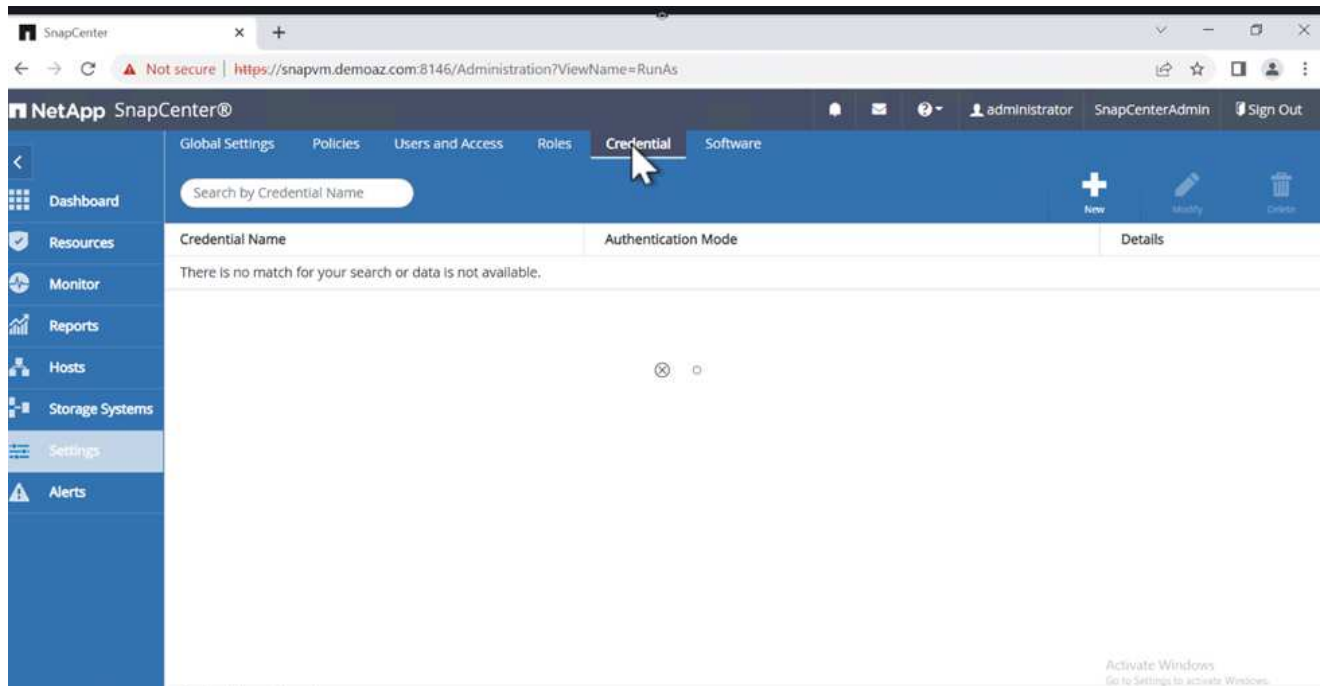 SnapCenter
Not secure | https://snapvm.demoaz.com:8146/Administration?ViewName=RunAs
NetApp SnapCenter®
administrator SnapCenterAdmin Sign Out
Global Settings Policies Users and Access Roles Credential Software
Search by Credential Name
New Modify Delete
Dashboard
Resources
Monitor
Reports
Hosts
Storage Systems
Settings
Alerts
Credential Name Authentication Mode Details
There is no match for your search or data is not available.
Activate Windows
Go to Settings to activate Windows.